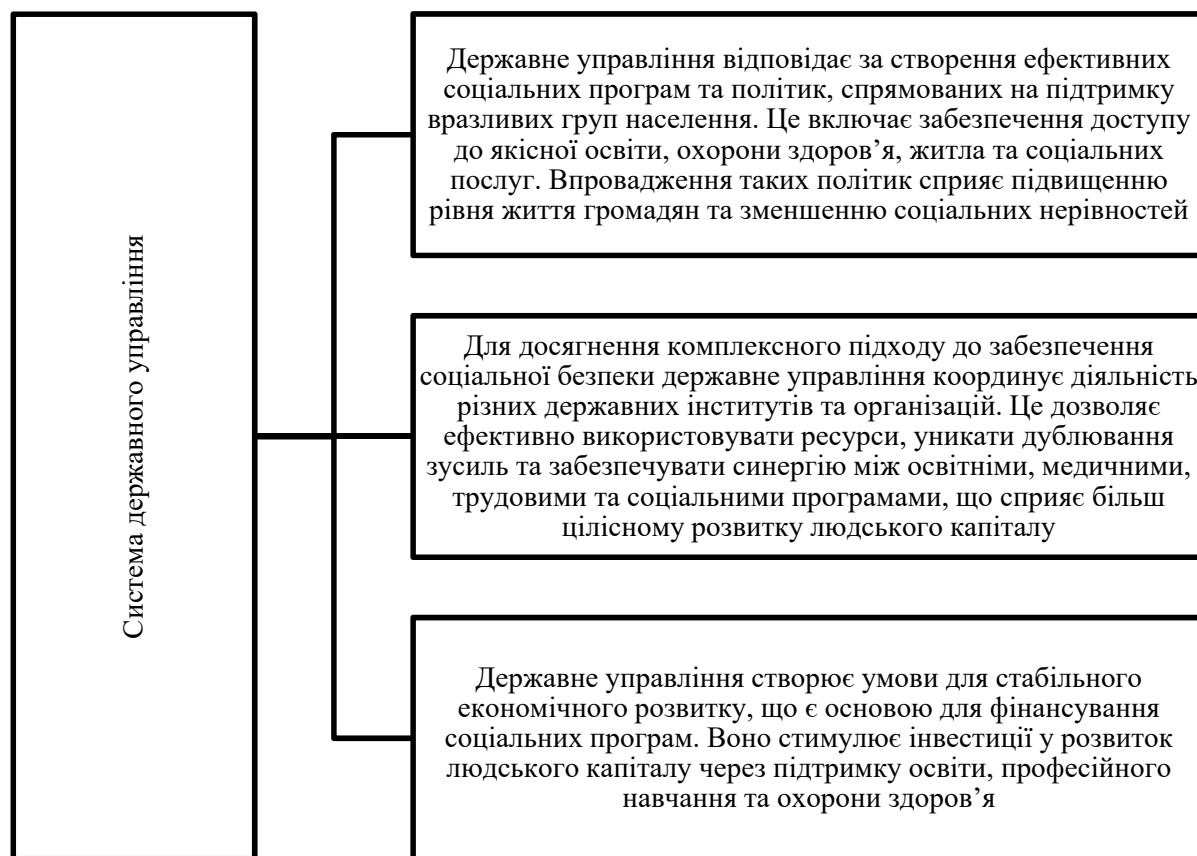 Система державного управління
Державне управління відповідає за створення ефективних
соціальних програм та політик, спрямованих на підтримку
вразливих груп населення. Це включає забезпечення доступу
до якісної освіти, охорони здоров’я, житла та соціальних
послуг. Впровадження таких політик сприяє підвищенню
рівня життя громадян та зменшенню соціальних нерівностей
Для досягнення комплексного підходу до забезпечення
соціальної безпеки державне управління координує діяльність
різних державних інститутів та організацій. Це дозволяє
ефективно використовувати ресурси, уникати дублювання
зусиль та забезпечувати синергію між освітніми, медичними,
трудовими та соціальними програмами, що сприяє більш
цілісному розвитку людського капіталу
Державне управління створює умови для стабільного
економічного розвитку, що є основою для фінансування
соціальних програм. Воно стимулює інвестиції у розвиток
людського капіталу через підтримку освіти, професійного
навчання та охорони здоров’я